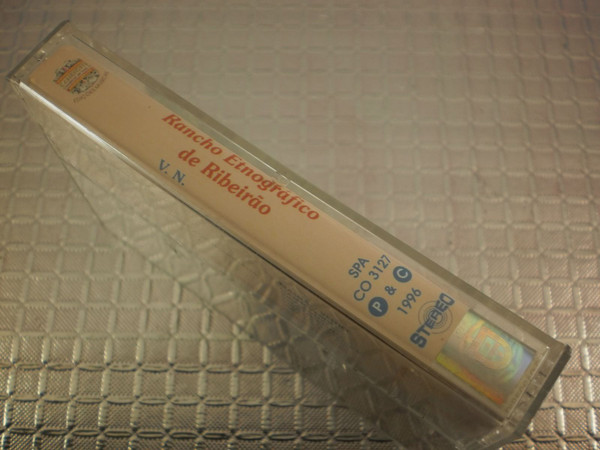 Rancho Etnográfico
de Ribeirão
V. N.
SPA
CO 3127
P & C
1996
STEREO